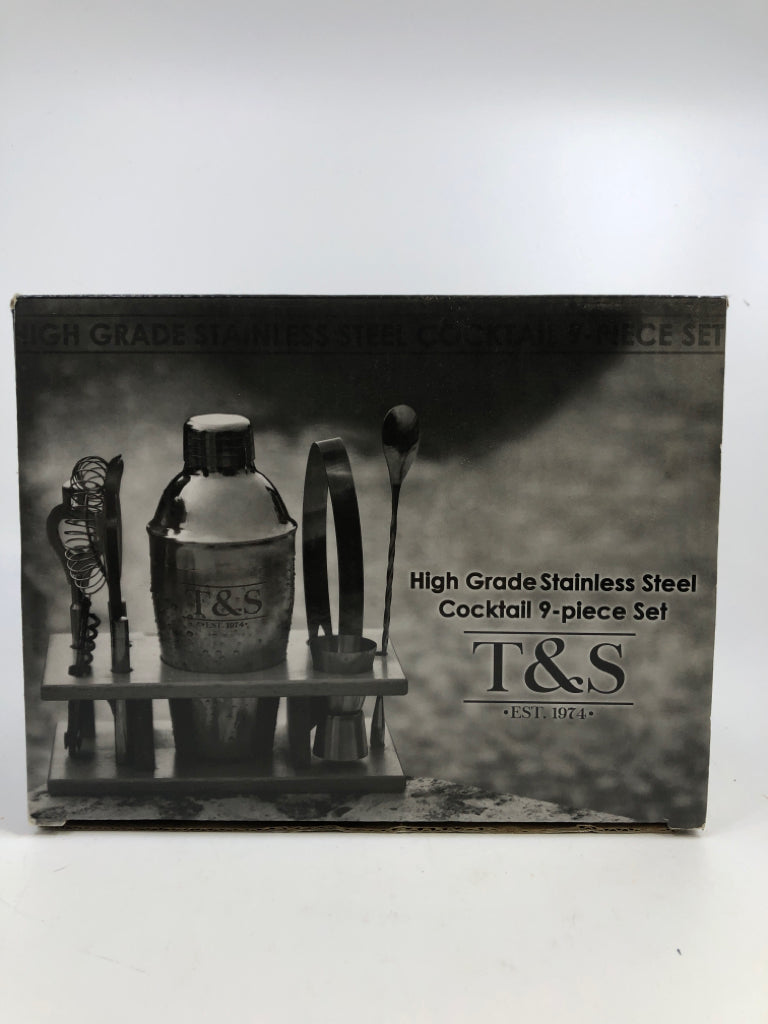 HIGH GRADE STAINLESS STEEL COCKTAIL 9-PIECE SET
T&S
•EST. 1974•
High Grade Stainless Steel
Cocktail 9-piece Set
T&S
•EST. 1974•